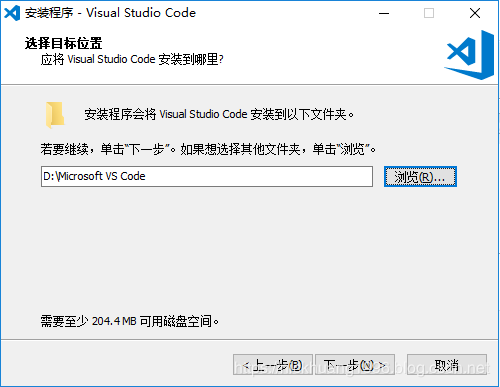 安装程序 - Visual Studio Code
选择目标位置
应将 Visual Studio Code 安装到哪里?
安装程序会将 Visual Studio Code 安装到以下文件夹。
若要继续，单击“下一步”。如果想选择其他文件夹，单击“浏览”。
D:\Microsoft VS Code
浏览(R)...
需要至少 204.4 MB 可用磁盘空间。
< 上一步(B)
下一步(N) >
取消